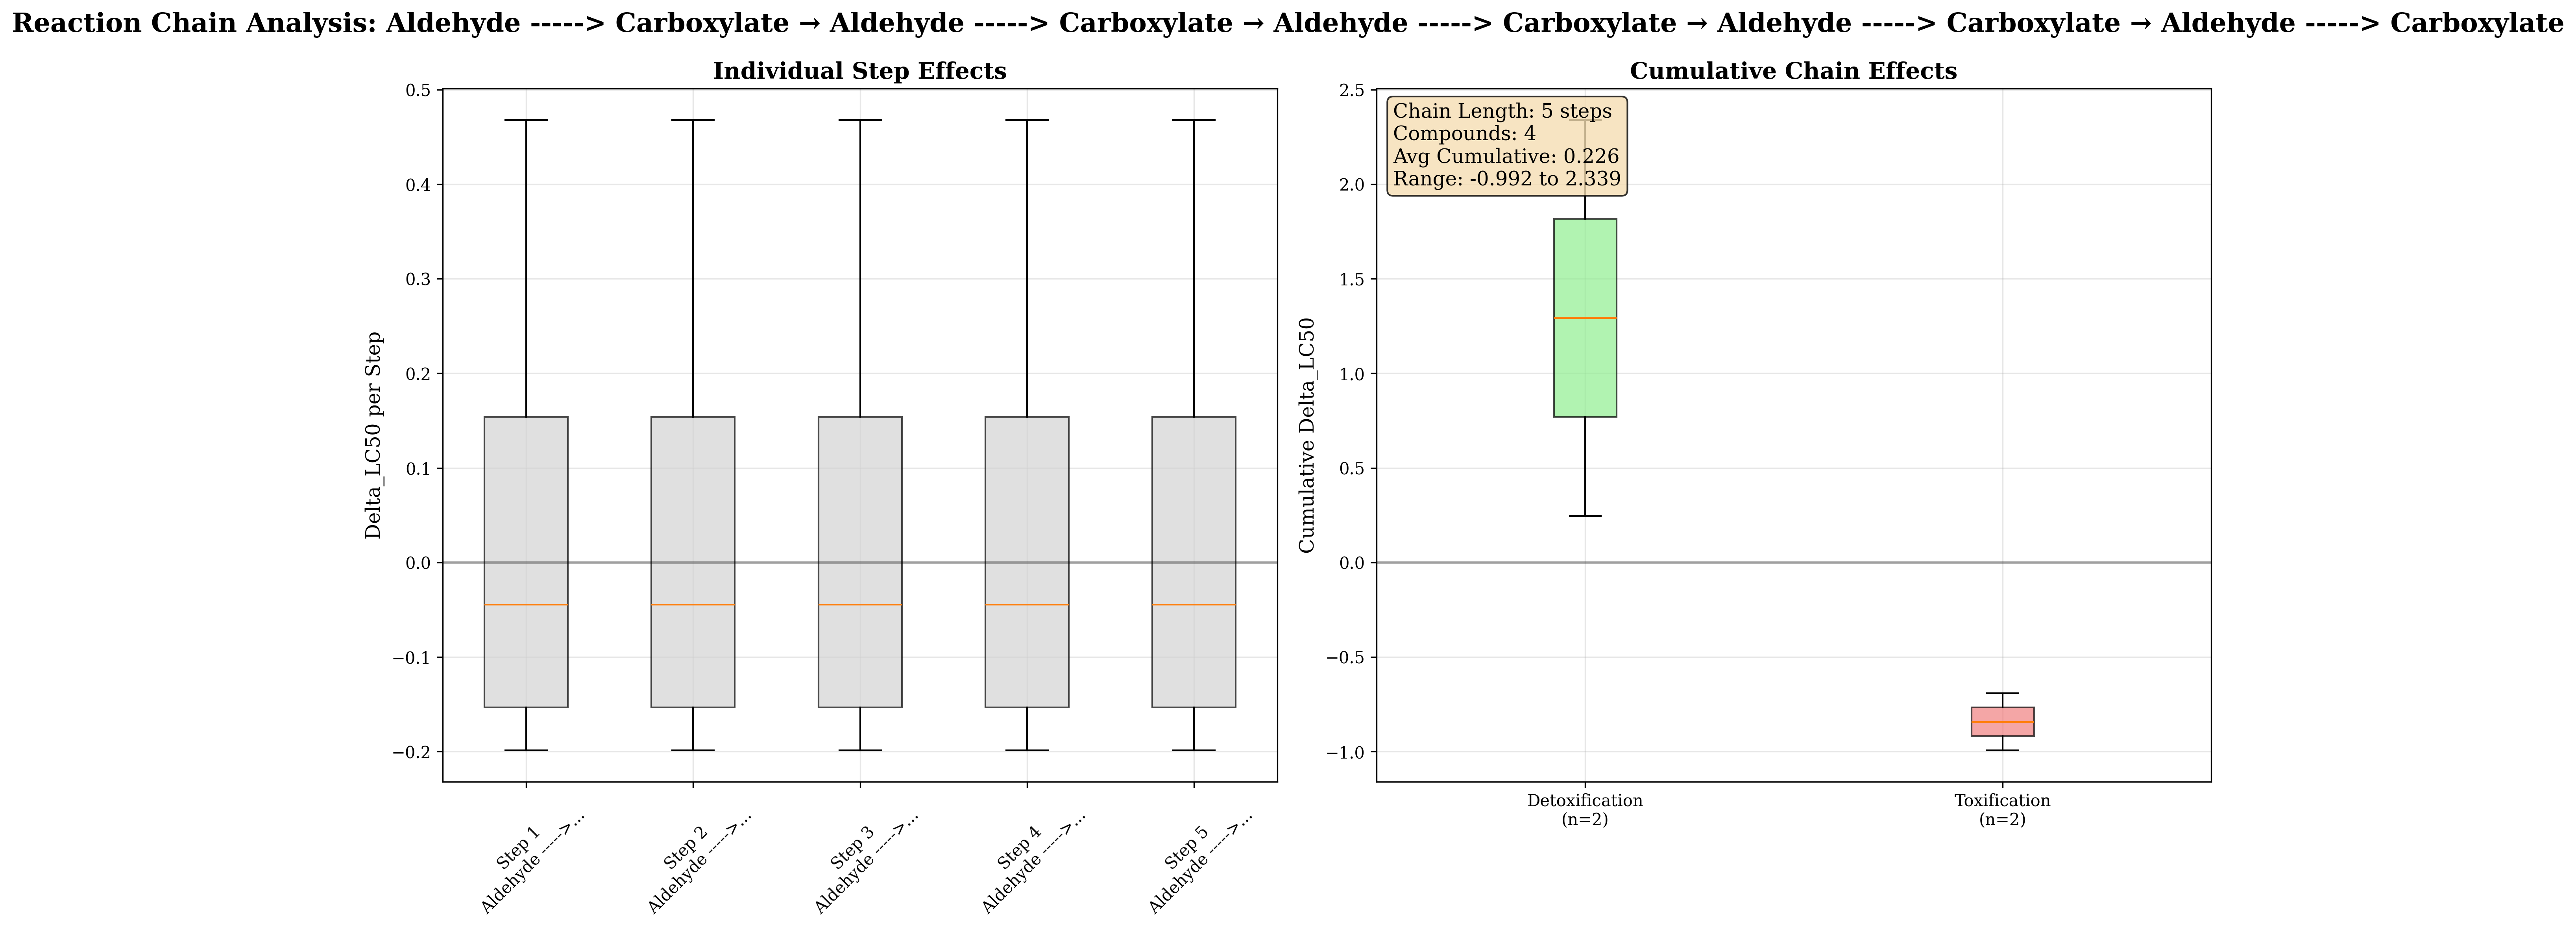 Reaction Chain Analysis: Aldehyde -----> Carboxylate → Aldehyde -----> Carboxylate → Aldehyde -----> Carboxylate → Aldehyde -----> Carboxylate → Aldehyde -----> Carboxylate
Individual Step Effects
Delta_LC50 per Step
0.5
0.4
0.3
0.2
0.1
0.0
−0.1
−0.2
Step 1
Aldehyde ----->...
Step 2
Aldehyde ----->...
Step 3
Aldehyde ----->...
Step 4
Aldehyde ----->...
Step 5
Aldehyde ----->...
Cumulative Chain Effects
Cumulative Delta_LC50
2.5
2.0
1.5
1.0
0.5
0.0
−0.5
−1.0
Chain Length: 5 steps
Compounds: 4
Avg Cumulative: 0.226
Range: -0.992 to 2.339
Detoxification
(n=2)
Toxification
(n=2)